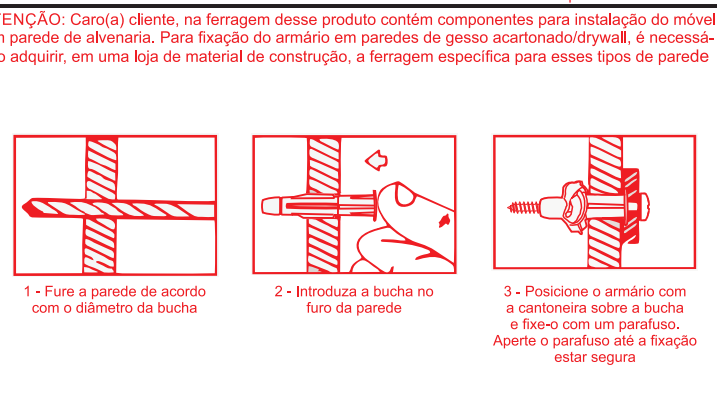 ENÇÃO: Caro(a) cliente, na ferragem desse produto contém componentes para instalação do móvel
parede de alvenaria. Para fixação do armário em paredes de gesso acartonado/drywall, é necessá-
o adquirir, em uma loja de material de construção, a ferragem específica para esses tipos de parede
1 - Fure a parede de acordo
com o diâmetro da bucha
2 - Introduza a bucha no
furo da parede
3 - Posicione o armário com
a cantoneira sobre a bucha
e fixe-o com um parafuso.
Aperte o parafuso até a fixação
estar segura